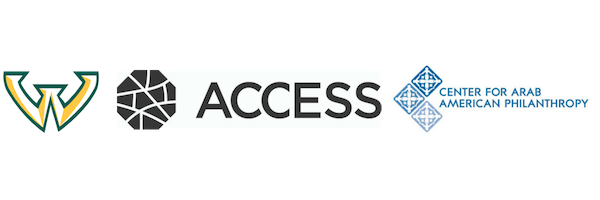 W
ACCESS
CENTER FOR ARAB
AMERICAN PHILANTHROPY